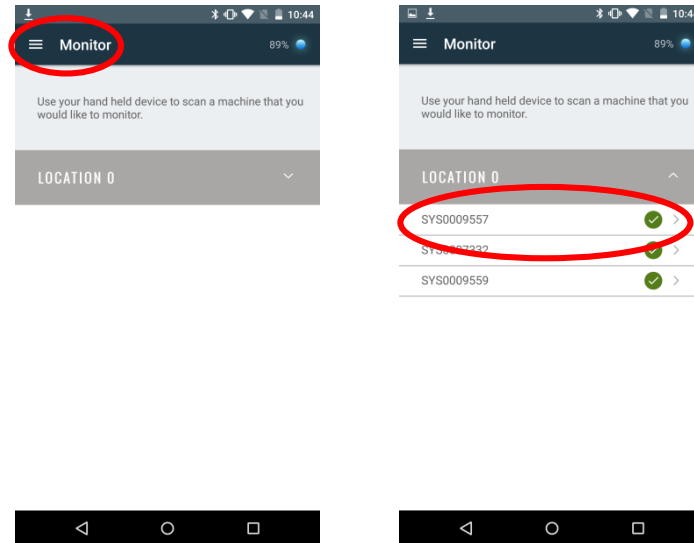 10:44
Monitor
89%
Use your hand held device to scan a machine that you
would like to monitor.
LOCATION 0
10:4
Monitor
89%
Use your hand held device to scan a machine that you
would like to monitor.
LOCATION 0
SYS0009557
SYS0009559